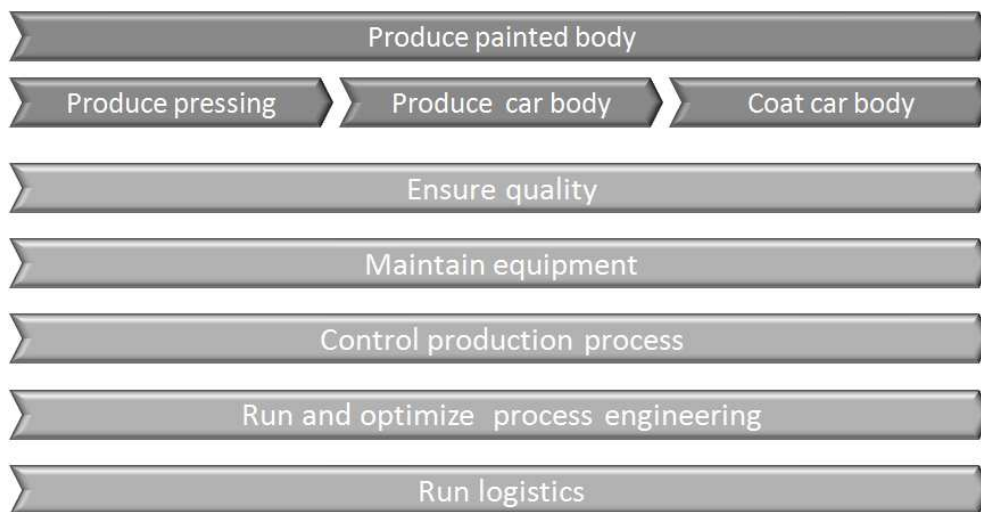 Produce painted body
Produce pressing
Produce car body
Coat car body
Ensure quality
Maintain equipment
Control production process
Run and optimize process engineering
Run logistics